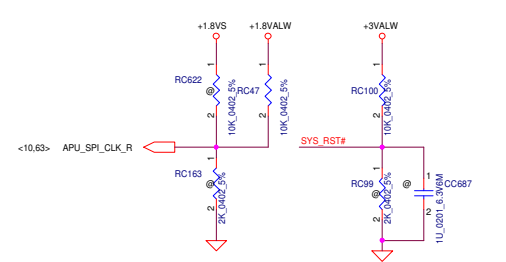 +1.8VS +1.8VALW +3VALW
1 1 1
RC622 @ 10K_0402_5% RC47 10K_0402_5% RC100 10K_0402_5%
2 2 2
<10,63> APU_SPI_CLK_R SYS_RST#
1 1
RC163 @ 2K_0402_5% RC99 @ 2K_0402_5% @ 1 CC687
2 2 2 1U_0201_6.3V6M